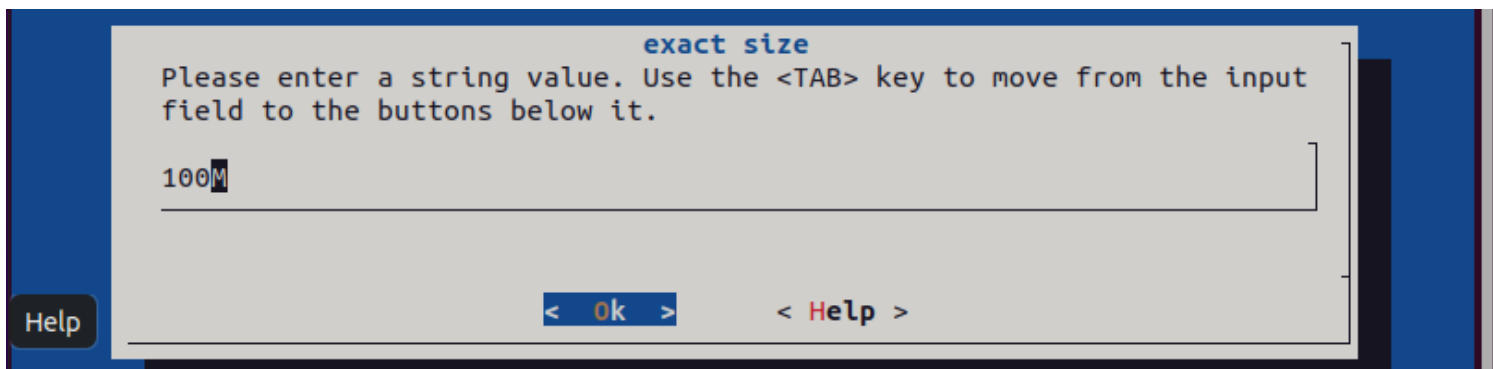 exact size
Please enter a string value. Use the <TAB> key to move from the input
field to the buttons below it.
100M
< Ok > < Help >
Help